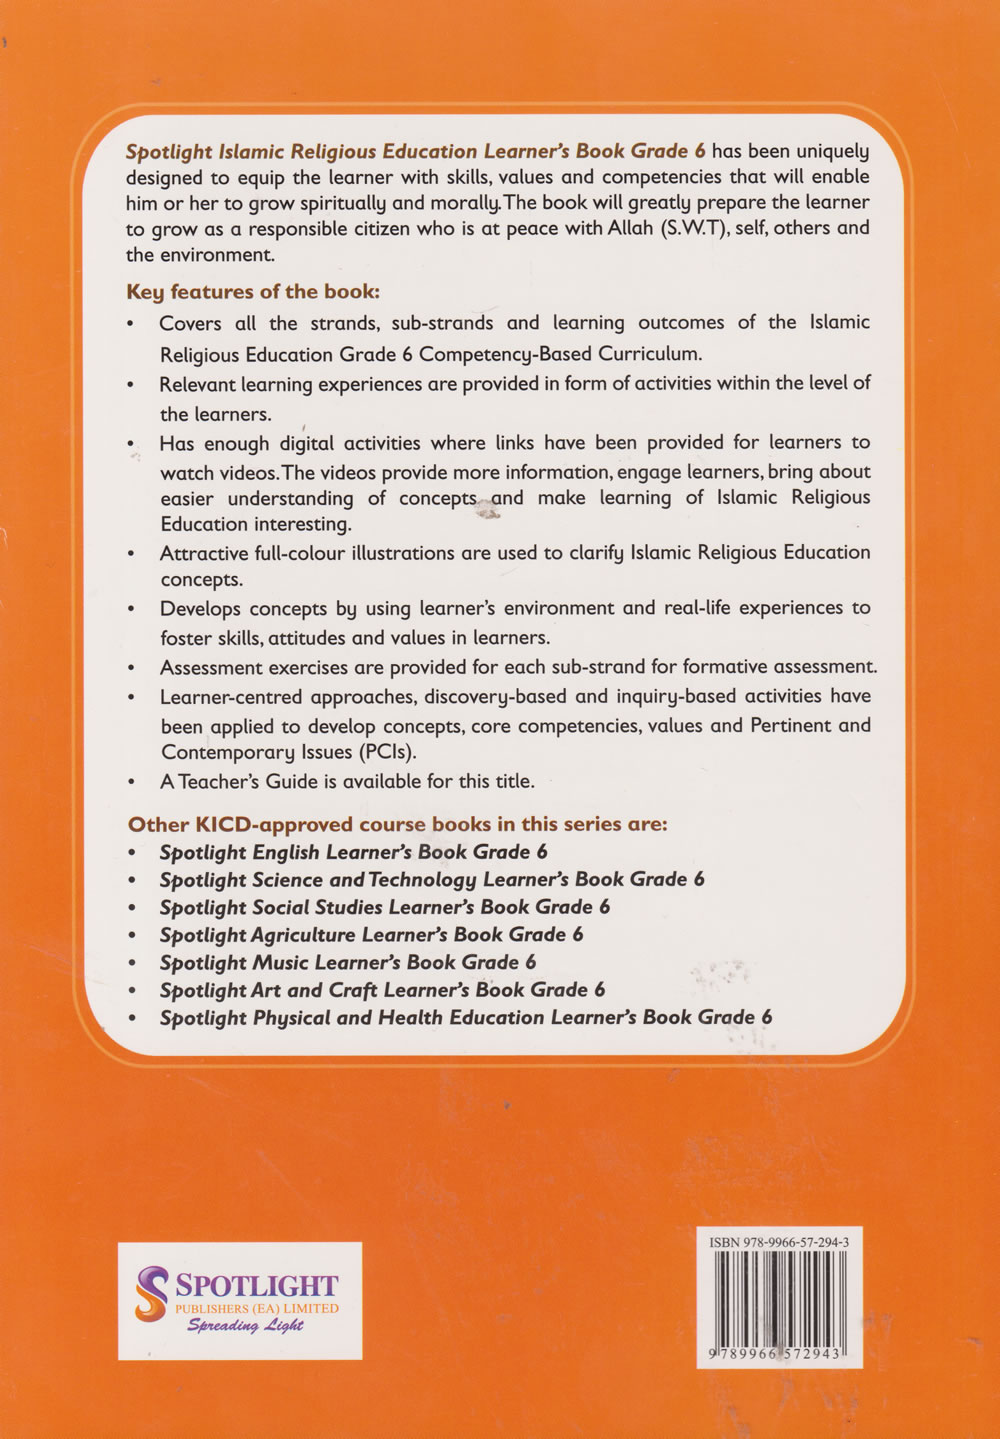 Spotlight Islamic Religious Education Learner's Book Grade 6 has been uniquely
designed to equip the learner with skills, values and competencies that will enable
him or her to grow spiritually and morally. The book will greatly prepare the learner
to grow as a responsible citizen who is at peace with Allah (S.W.T), self, others and
the environment.
Key features of the book:
• Covers all the strands, sub-strands and learning outcomes of the Islamic
Religious Education Grade 6 Competency-Based Curriculum.
• Relevant learning experiences are provided in form of activities within the level of
the learners.
• Has enough digital activities where links have been provided for learners to
watch videos. The videos provide more information, engage learners, bring about
easier understanding of concepts and make learning of Islamic Religious
Education interesting.
• Attractive full-colour illustrations are used to clarify Islamic Religious Education
concepts.
• Develops concepts by using learner's environment and real-life experiences to
foster skills, attitudes and values in learners.
• Assessment exercises are provided for each sub-strand for formative assessment.
• Learner-centred approaches, discovery-based and inquiry-based activities have
been applied to develop concepts, core competencies, values and Pertinent and
Contemporary Issues (PCIs).
• A Teacher's Guide is available for this title.
Other KICD-approved course books in this series are:
• Spotlight English Learner's Book Grade 6
• Spotlight Science and Technology Learner's Book Grade 6
• Spotlight Social Studies Learner's Book Grade 6
• Spotlight Agriculture Learner's Book Grade 6
• Spotlight Music Learner's Book Grade 6
• Spotlight Art and Craft Learner's Book Grade 6
• Spotlight Physical and Health Education Learner's Book Grade 6
SPOTLIGHT
PUBLISHERS (EA) LIMITED
Spreading Light
ISBN 978-9966-57-294-3
9 789966 572943